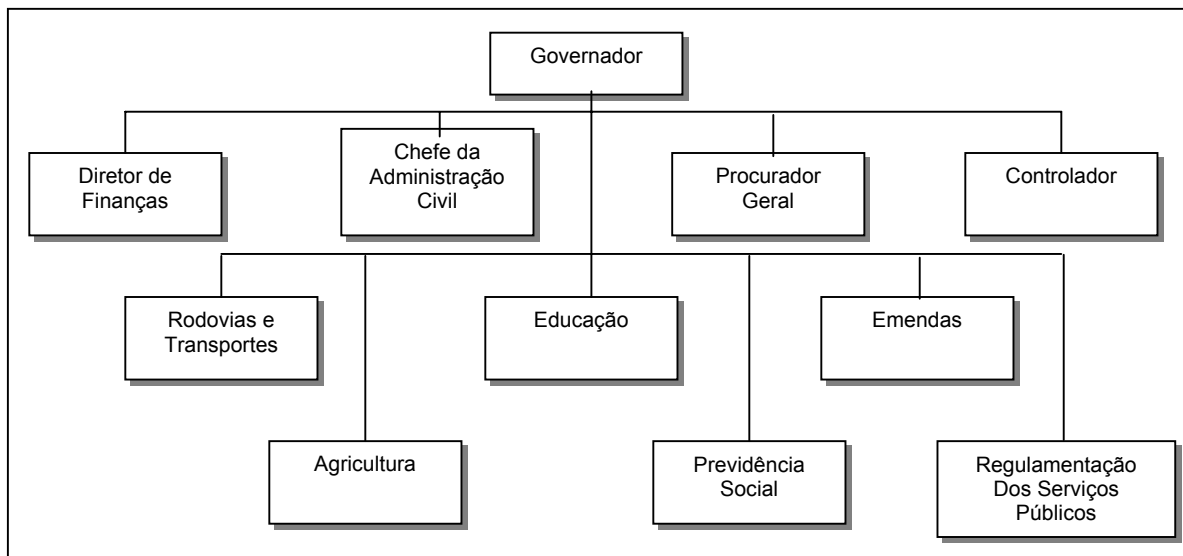 Governador
Diretor de
Finanças
Chefe da
Administração
Civil
Procurador
Geral
Controlador
Rodovias e
Transportes
Educação
Emendas
Agricultura
Previdência
Social
Regulamentação
Dos Serviços
Públicos